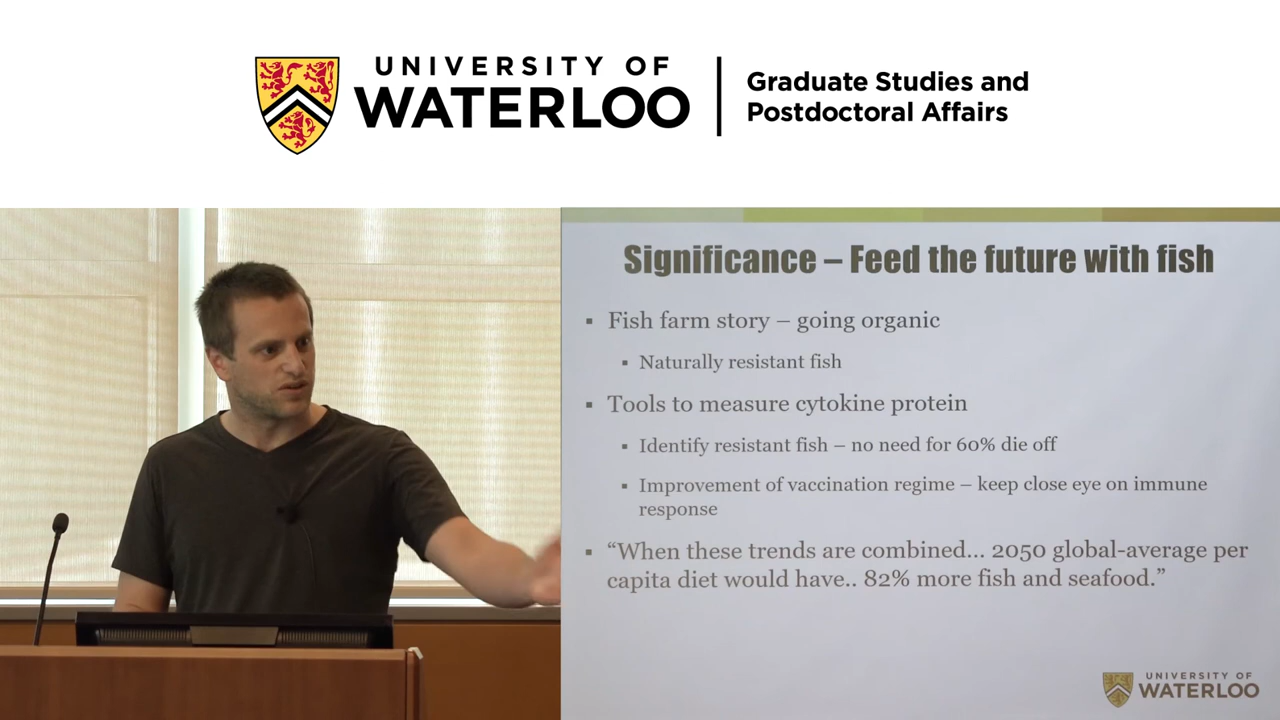 UNIVERSITY OF
WATERLOO
Graduate Studies and
Postdoctoral Affairs
Significance – Feed the future with fish
▪ Fish farm story – going organic
▪ Naturally resistant fish
▪ Tools to measure cytokine protein
▪ Identify resistant fish – no need for 60% die off
▪ Improvement of vaccination regime – keep close eye on immune
response
▪ “When these trends are combined... 2050 global-average per
capita diet would have.. 82% more fish and seafood.”
UNIVERSITY OF
WATERLOO